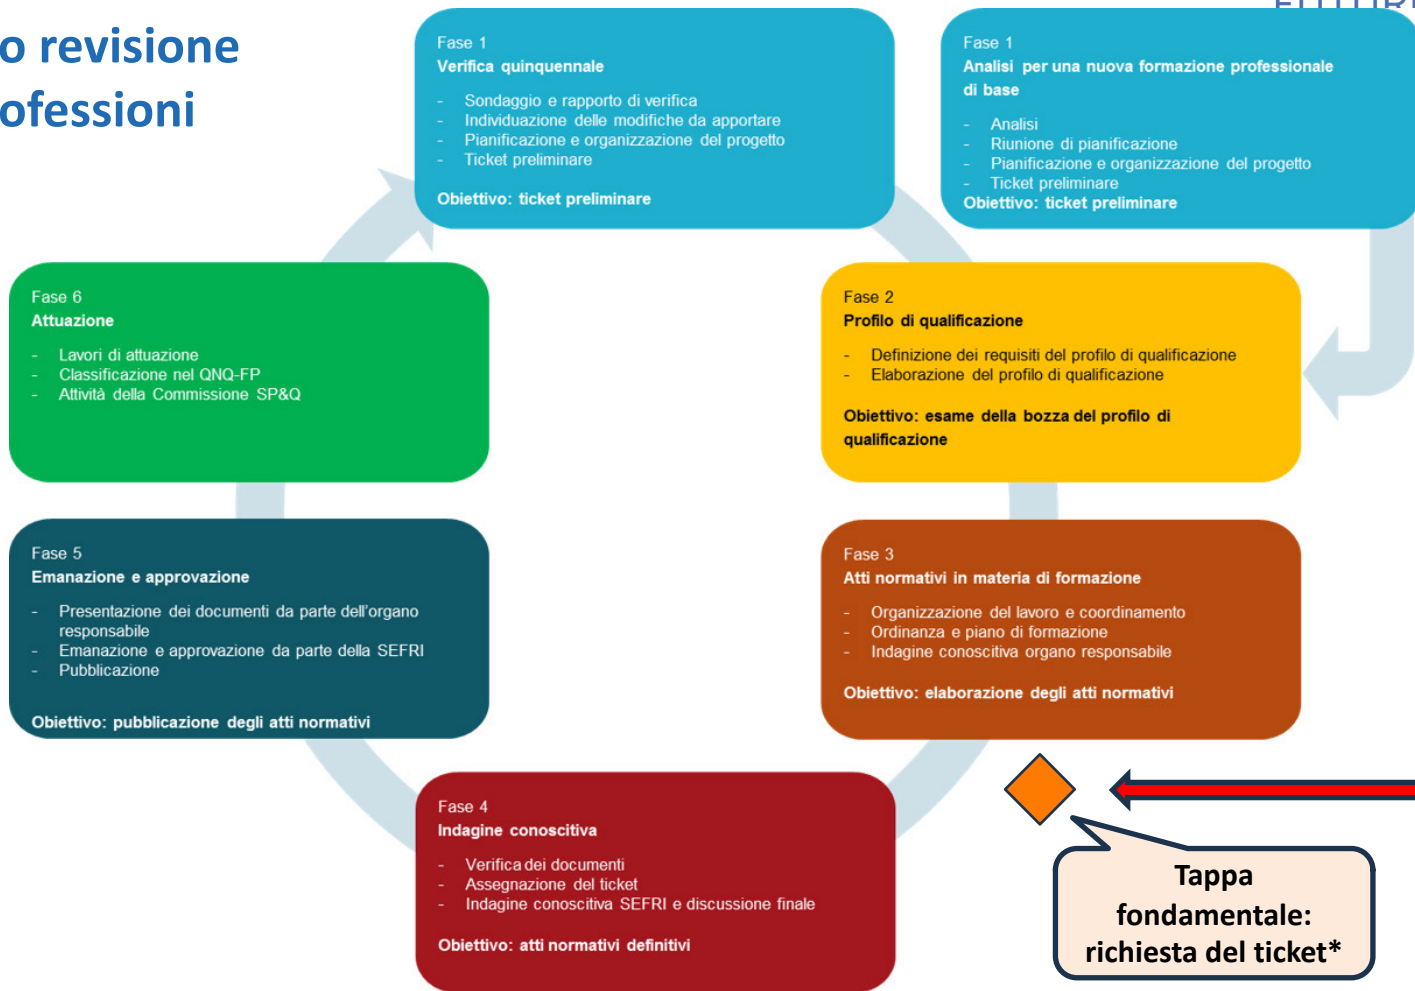 o revisione
ofessioni
Fase 1
Verifica quinquennale
- Sondaggio e rapporto di verifica
- Individuazione delle modifiche da apportare
- Pianificazione e organizzazione del progetto
- Ticket preliminare
Obiettivo: ticket preliminare
Fase 1
Analisi per una nuova formazione professionale
di base
- Analisi
- Riunione di pianificazione
- Pianificazione e organizzazione del progetto
- Ticket preliminare
Obiettivo: ticket preliminare
Fase 6
Attuazione
- Lavori di attuazione
- Classificazione nel QNQ-FP
- Attività della Commissione SP&Q
Fase 2
Profilo di qualificazione
- Definizione dei requisiti del profilo di qualificazione
- Elaborazione del profilo di qualificazione
Obiettivo: esame della bozza del profilo di
qualificazione
Fase 5
Emanazione e approvazione
- Presentazione dei documenti da parte dell'organo
responsabile
- Emanazione e approvazione da parte della SEFRI
- Pubblicazione
Obiettivo: pubblicazione degli atti normativi
Fase 3
Atti normativi in materia di formazione
- Organizzazione del lavoro e coordinamento
- Ordinanza e piano di formazione
- Indagine conoscitiva organo responsabile
Obiettivo: elaborazione degli atti normativi
Fase 4
Indagine conoscitiva
- Verifica dei documenti
- Assegnazione del ticket
- Indagine conoscitiva SEFRI e discussione finale
Obiettivo: atti normativi definitivi
Tappa
fondamentale:
richiesta del ticket*